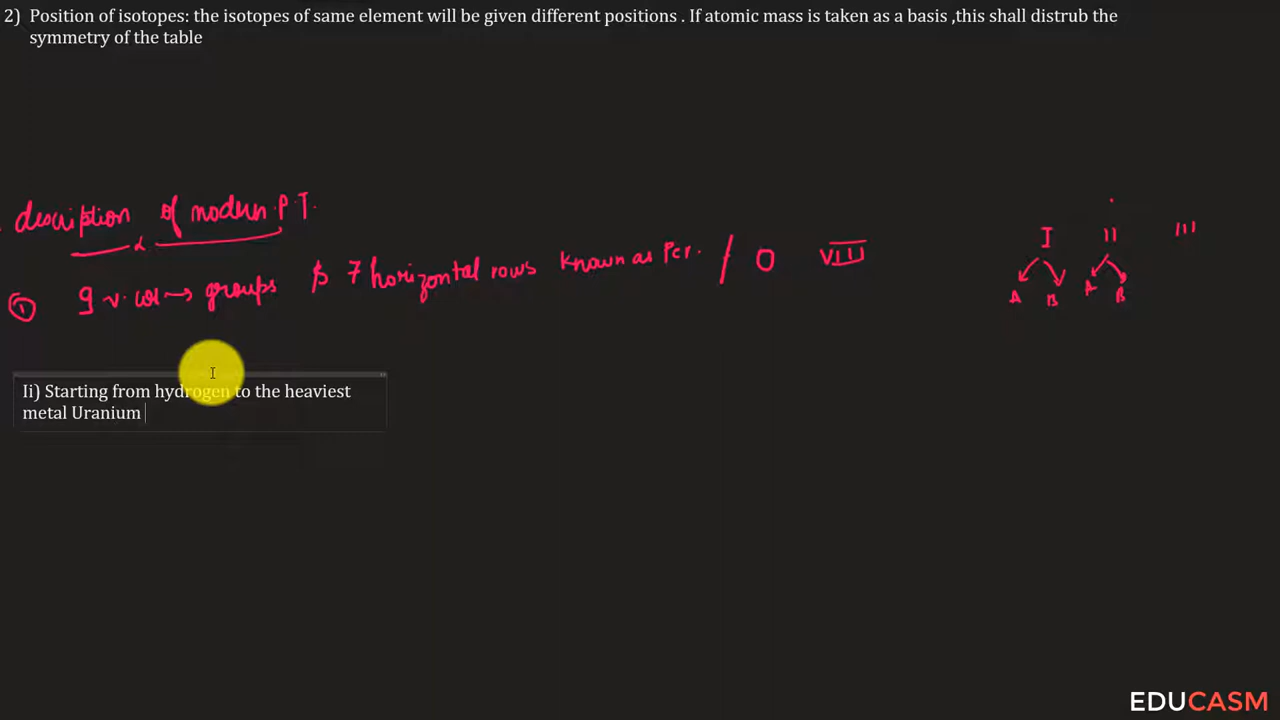 2) Position of isotopes: the isotopes of same element will be given different positions . If atomic mass is taken as a basis ,this shall distrub the
symmetry of the table
description of modern P.T.
I II III
A B A B
① 9 v. col → groups $ 7 horizontal rows known as Per. / 0 VIII
Ii) Starting from hydrogen to the heaviest
metal Uranium
EDUCASM